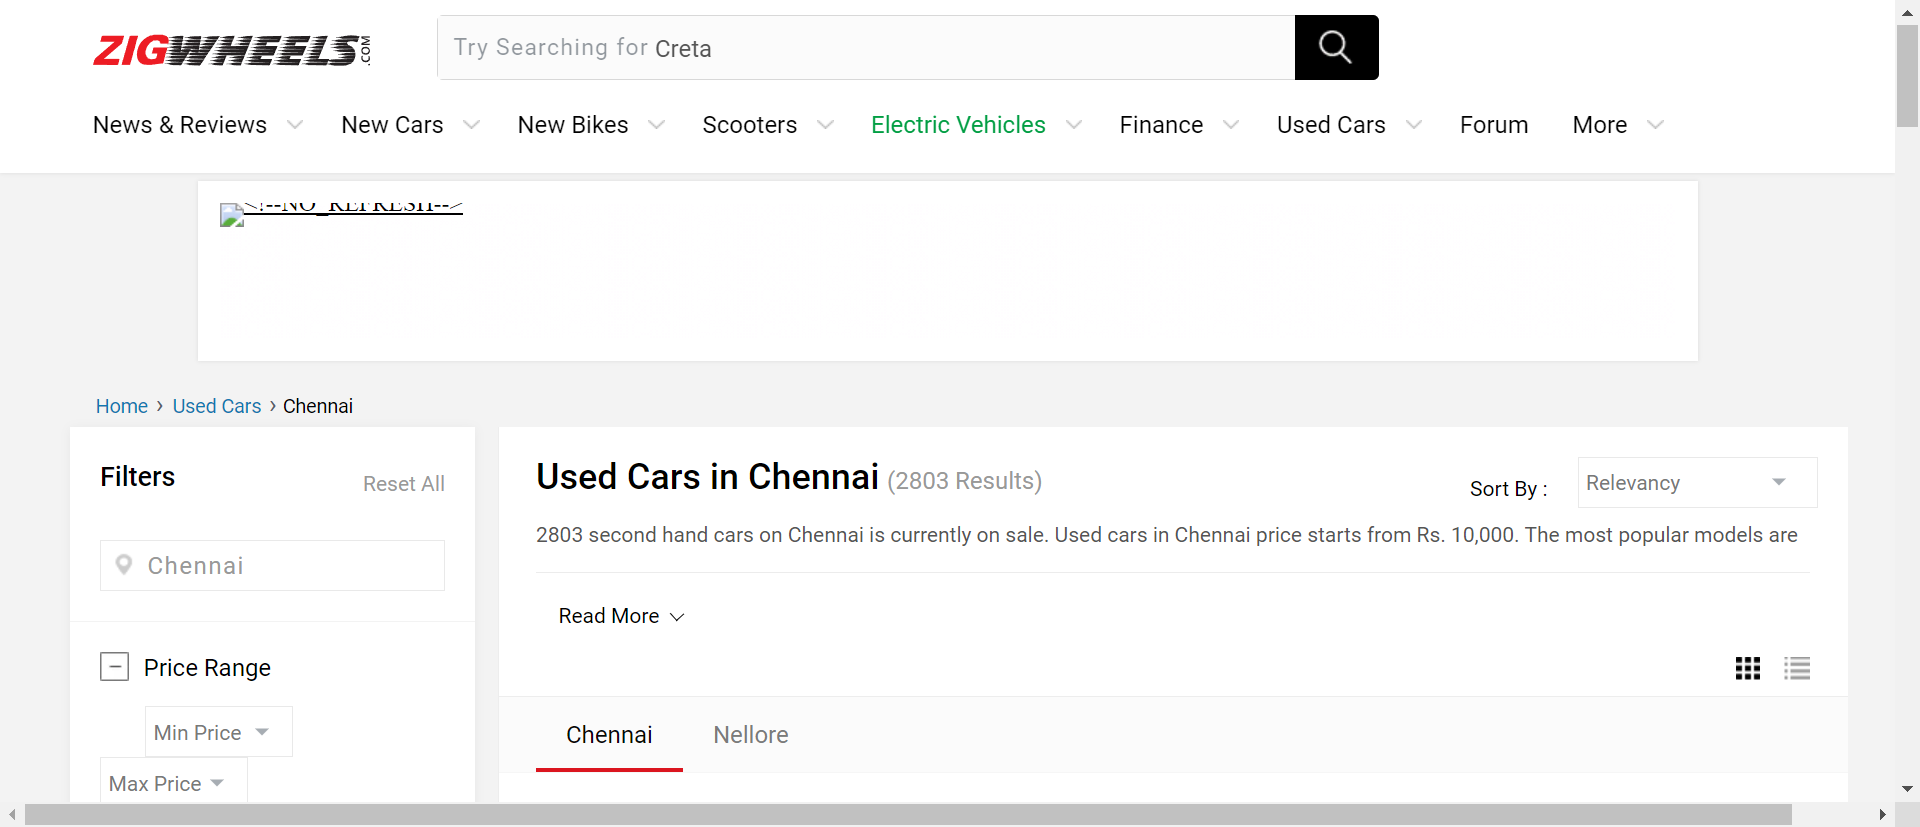 ZIGWHEELS.COM
Try Searching for Creta
News & Reviews New Cars New Bikes Scooters Electric Vehicles Finance Used Cars Forum More
<!--NO_REFRESH-->
Home › Used Cars › Chennai
Filters
Reset All
Chennai
Price Range
Min Price
Max Price
Used Cars in Chennai (2803 Results)
Sort By :
Relevancy
2803 second hand cars on Chennai is currently on sale. Used cars in Chennai price starts from Rs. 10,000. The most popular models are
Read More
Chennai Nellore